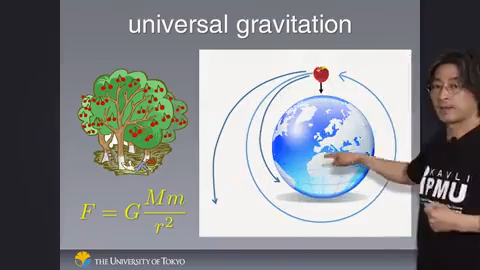 universal gravitation
F = G Mm / r²
KAVLI
IPMU
THE UNIVERSITY OF TOKYO